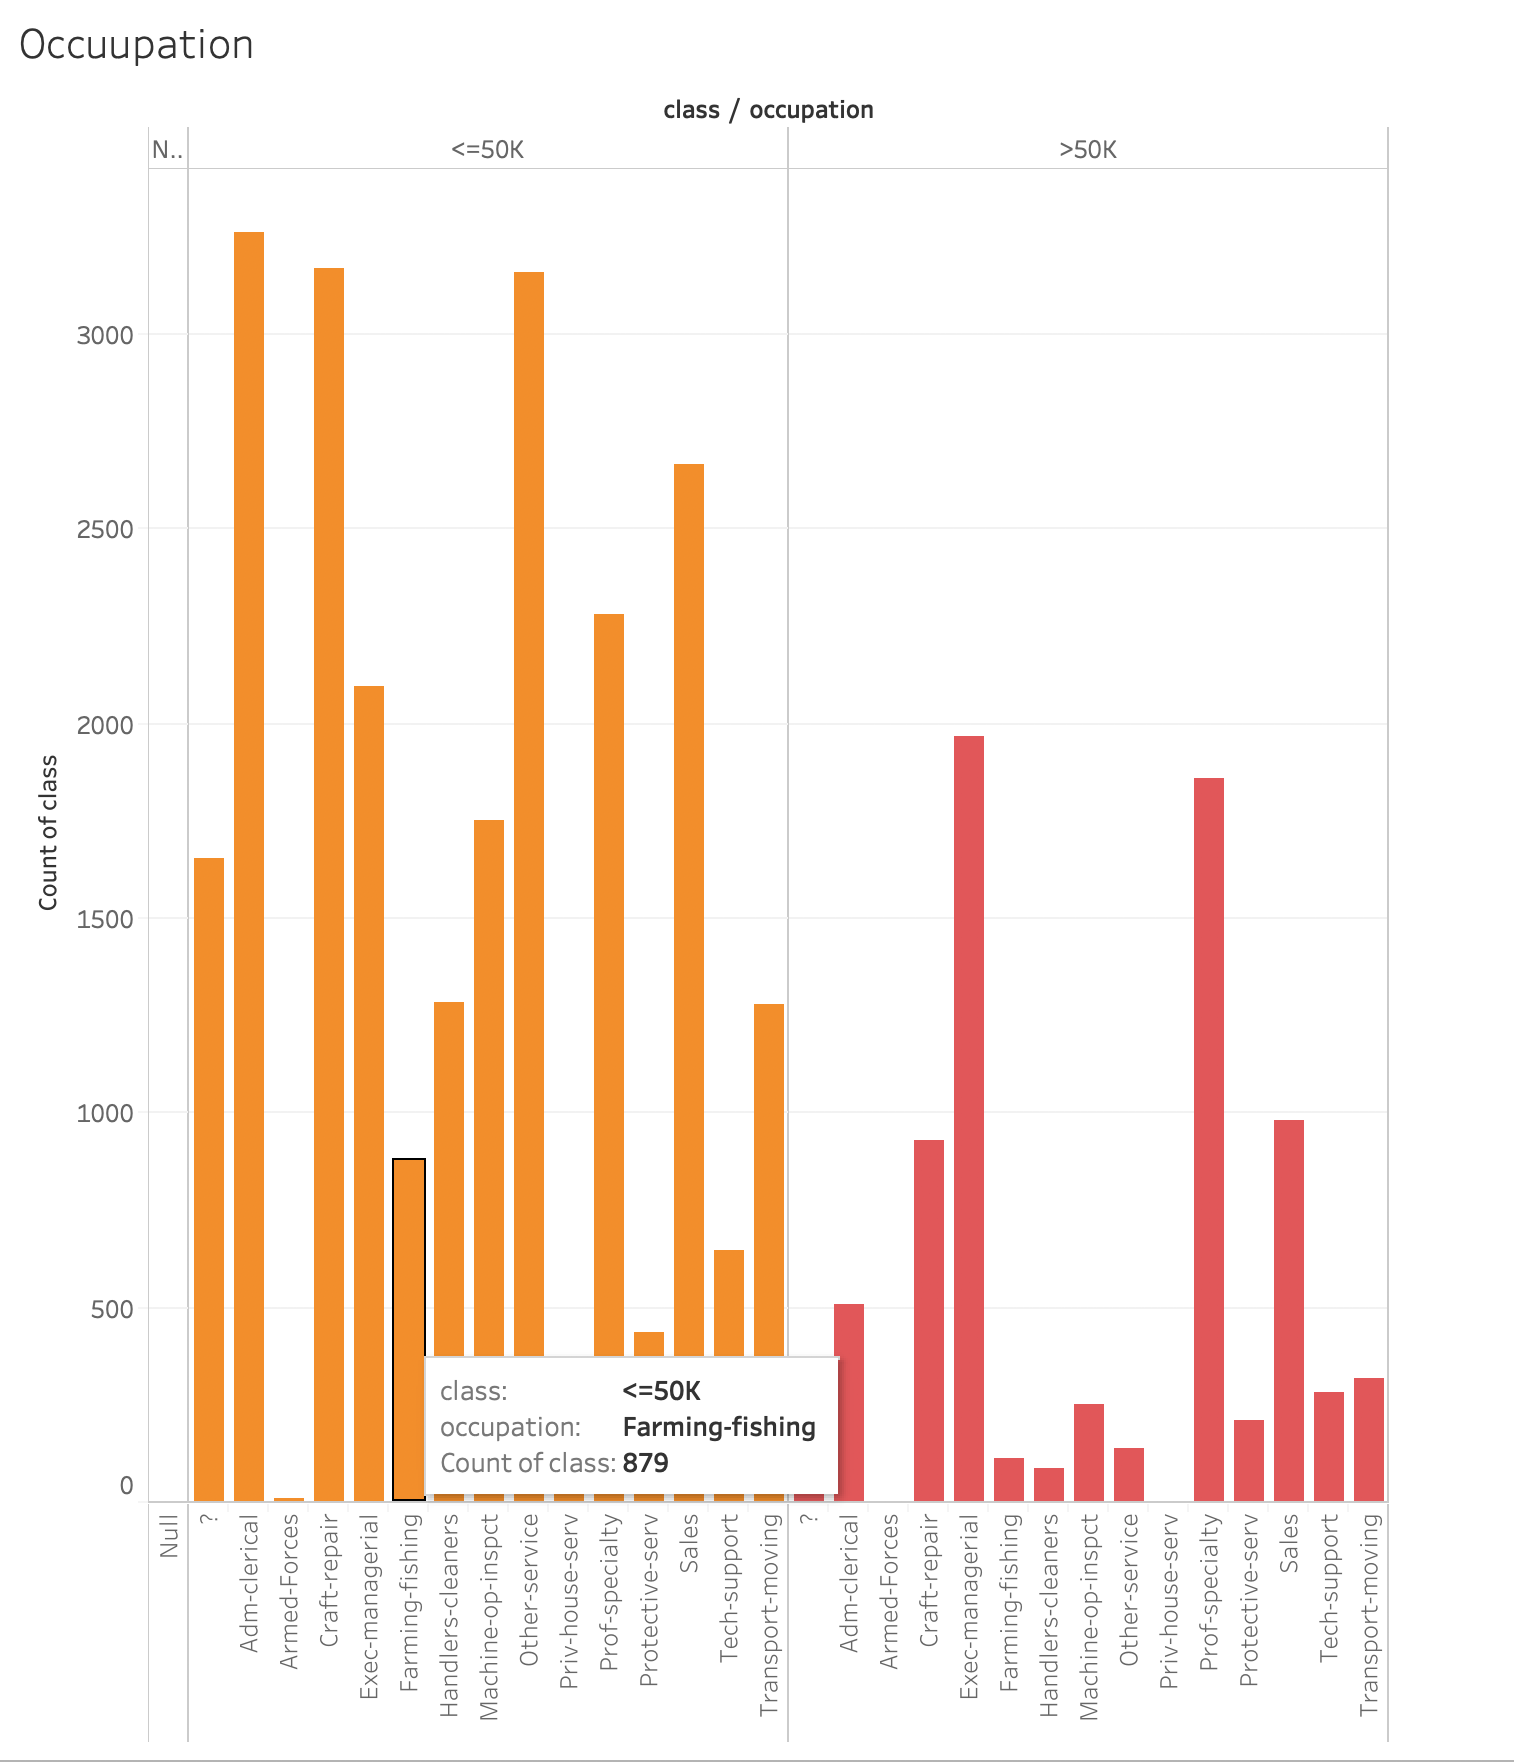 Occuupation
class / occupation
N.. <=50K >50K
3000
2500
2000
1500
1000
500
0
Count of class
class: <=50K
occupation: Farming-fishing
Count of class: 879
Null
?
Adm-clerical
Armed-Forces
Craft-repair
Exec-managerial
Farming-fishing
Handlers-cleaners
Machine-op-inspct
Other-service
Priv-house-serv
Prof-specialty
Protective-serv
Sales
Tech-support
Transport-moving
?
Adm-clerical
Armed-Forces
Craft-repair
Exec-managerial
Farming-fishing
Handlers-cleaners
Machine-op-inspct
Other-service
Priv-house-serv
Prof-specialty
Protective-serv
Sales
Tech-support
Transport-moving